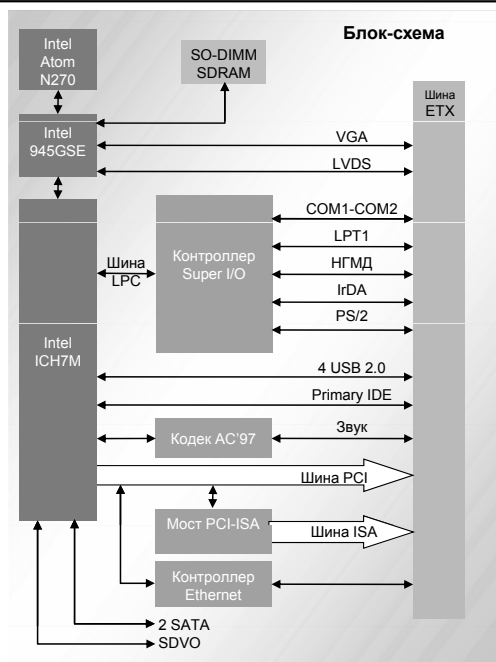 Блок-схема
Intel
Atom
N270
SO-DIMM
SDRAM
Шина
ETX
Intel
945GSE
VGA
LVDS
COM1-COM2
LPT1
Шина
LPC
Контроллер
Super I/O
НГМД
IrDA
PS/2
Intel
ICH7M
4 USB 2.0
Primary IDE
Кодек AC'97
Звук
Шина PCI
Мост PCI-ISA
Шина ISA
Контроллер
Ethernet
2 SATA
SDVO